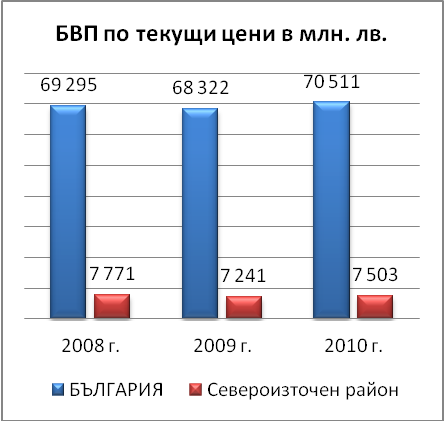 БВП по текущи цени в млн. лв.
69 295 68 322 70 511
7 771 7 241 7 503
2008 г. 2009 г. 2010 г.
БЪЛГАРИЯ Североизточен район